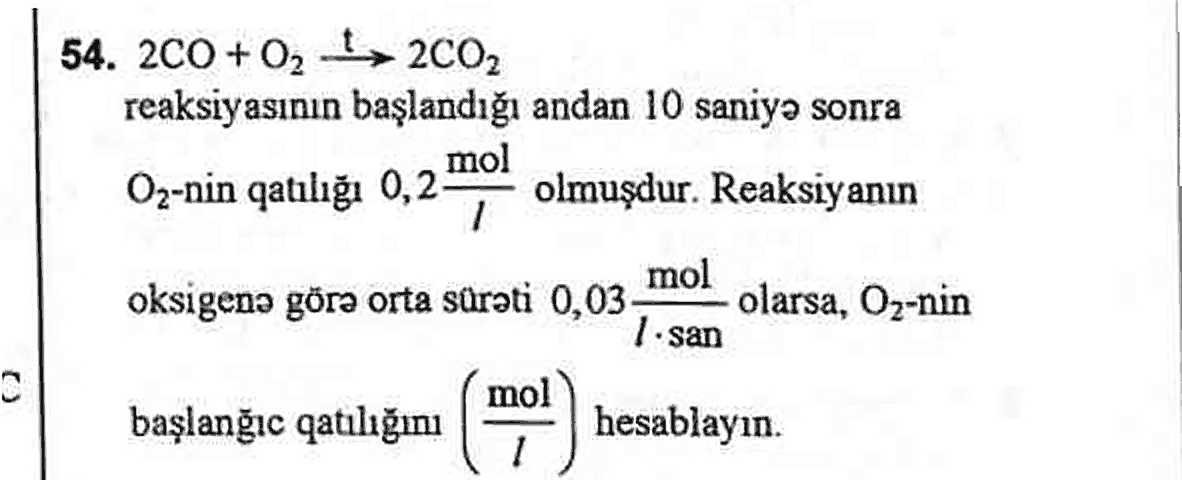 54. 2CO + O₂ —t→ 2CO₂
reaksiyasının başlandığı andan 10 saniyə sonra
O₂-nin qatılığı 0,2 mol/l olmuşdur. Reaksiyanın
oksigenə görə orta sürəti 0,03 mol/l·san olarsa, O₂-nin
başlanğıc qatılığını (mol/l) hesablayın.